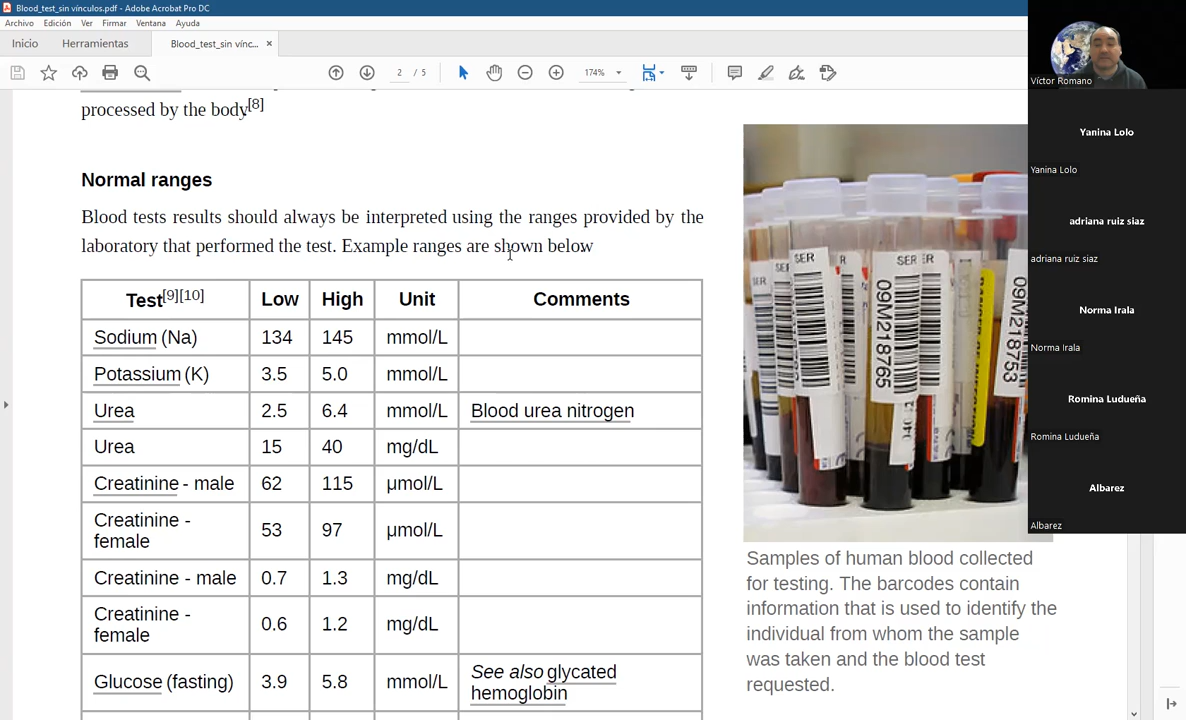 Blood_test_sin vínculos.pdf - Adobe Acrobat Pro DC
Archivo Edición Ver Firmar Ventana Ayuda
Inicio Herramientas Blood_test_sin vínc... ×
2 / 5 174%
processed by the body.[8]
Normal ranges
Blood tests results should always be interpreted using the ranges provided by the
laboratory that performed the test. Example ranges are shown below.
Test[9][10] Low High Unit Comments
Sodium (Na) 134 145 mmol/L
Potassium (K) 3.5 5.0 mmol/L
Urea 2.5 6.4 mmol/L Blood urea nitrogen
Urea 15 40 mg/dL
Creatinine - male 62 115 μmol/L
Creatinine -
female 53 97 μmol/L
Creatinine - male 0.7 1.3 mg/dL
Creatinine -
female 0.6 1.2 mg/dL
Glucose (fasting) 3.9 5.8 mmol/L See also glycated
hemoglobin
SER
SER
SER
09M218765
09M218753
Samples of human blood collected
for testing. The barcodes contain
information that is used to identify the
individual from whom the sample
was taken and the blood test
requested.
Víctor Romano
Yanina Lolo
Yanina Lolo
adriana ruiz siaz
adriana ruiz siaz
Norma Irala
Norma Irala
Romina Ludueña
Romina Ludueña
Albarez
Albarez